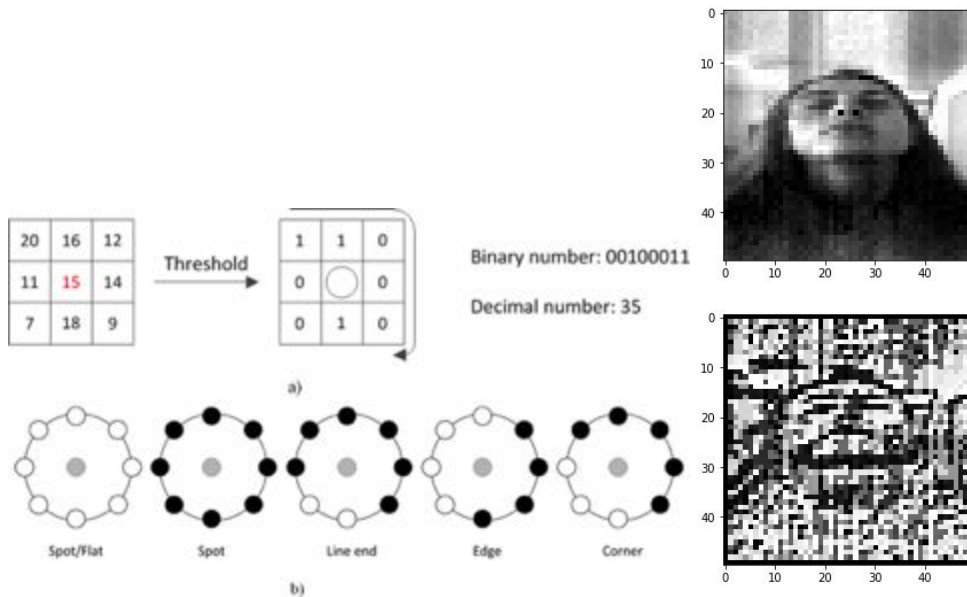 20 16 12
11 15 14
7 18 9
Threshold
1 1 0
0 0
0 1 0
Binary number: 00100011
Decimal number: 35
a)
Spot/Flat Spot Line end Edge Corner
b)
0
10
20
30
40
0 10 20 30 40
0
10
20
30
40
0 10 20 30 40